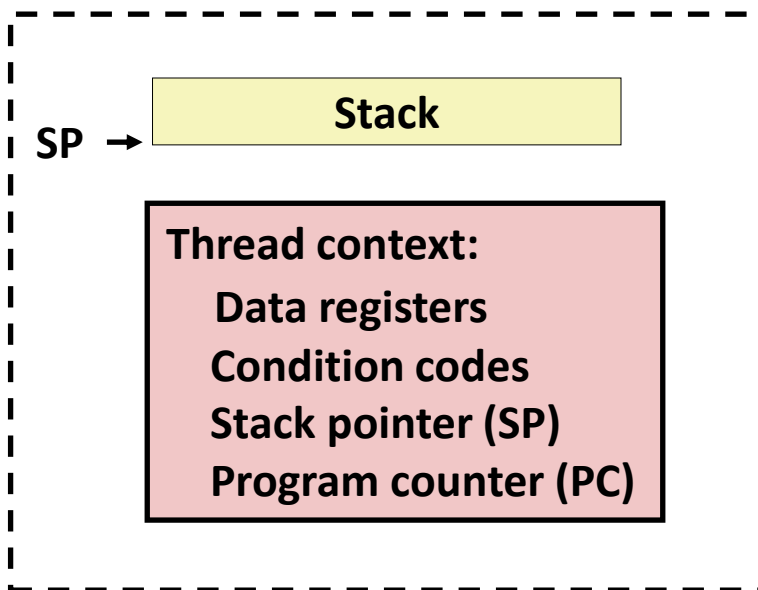 Stack
SP
Thread context:
Data registers
Condition codes
Stack pointer (SP)
Program counter (PC)